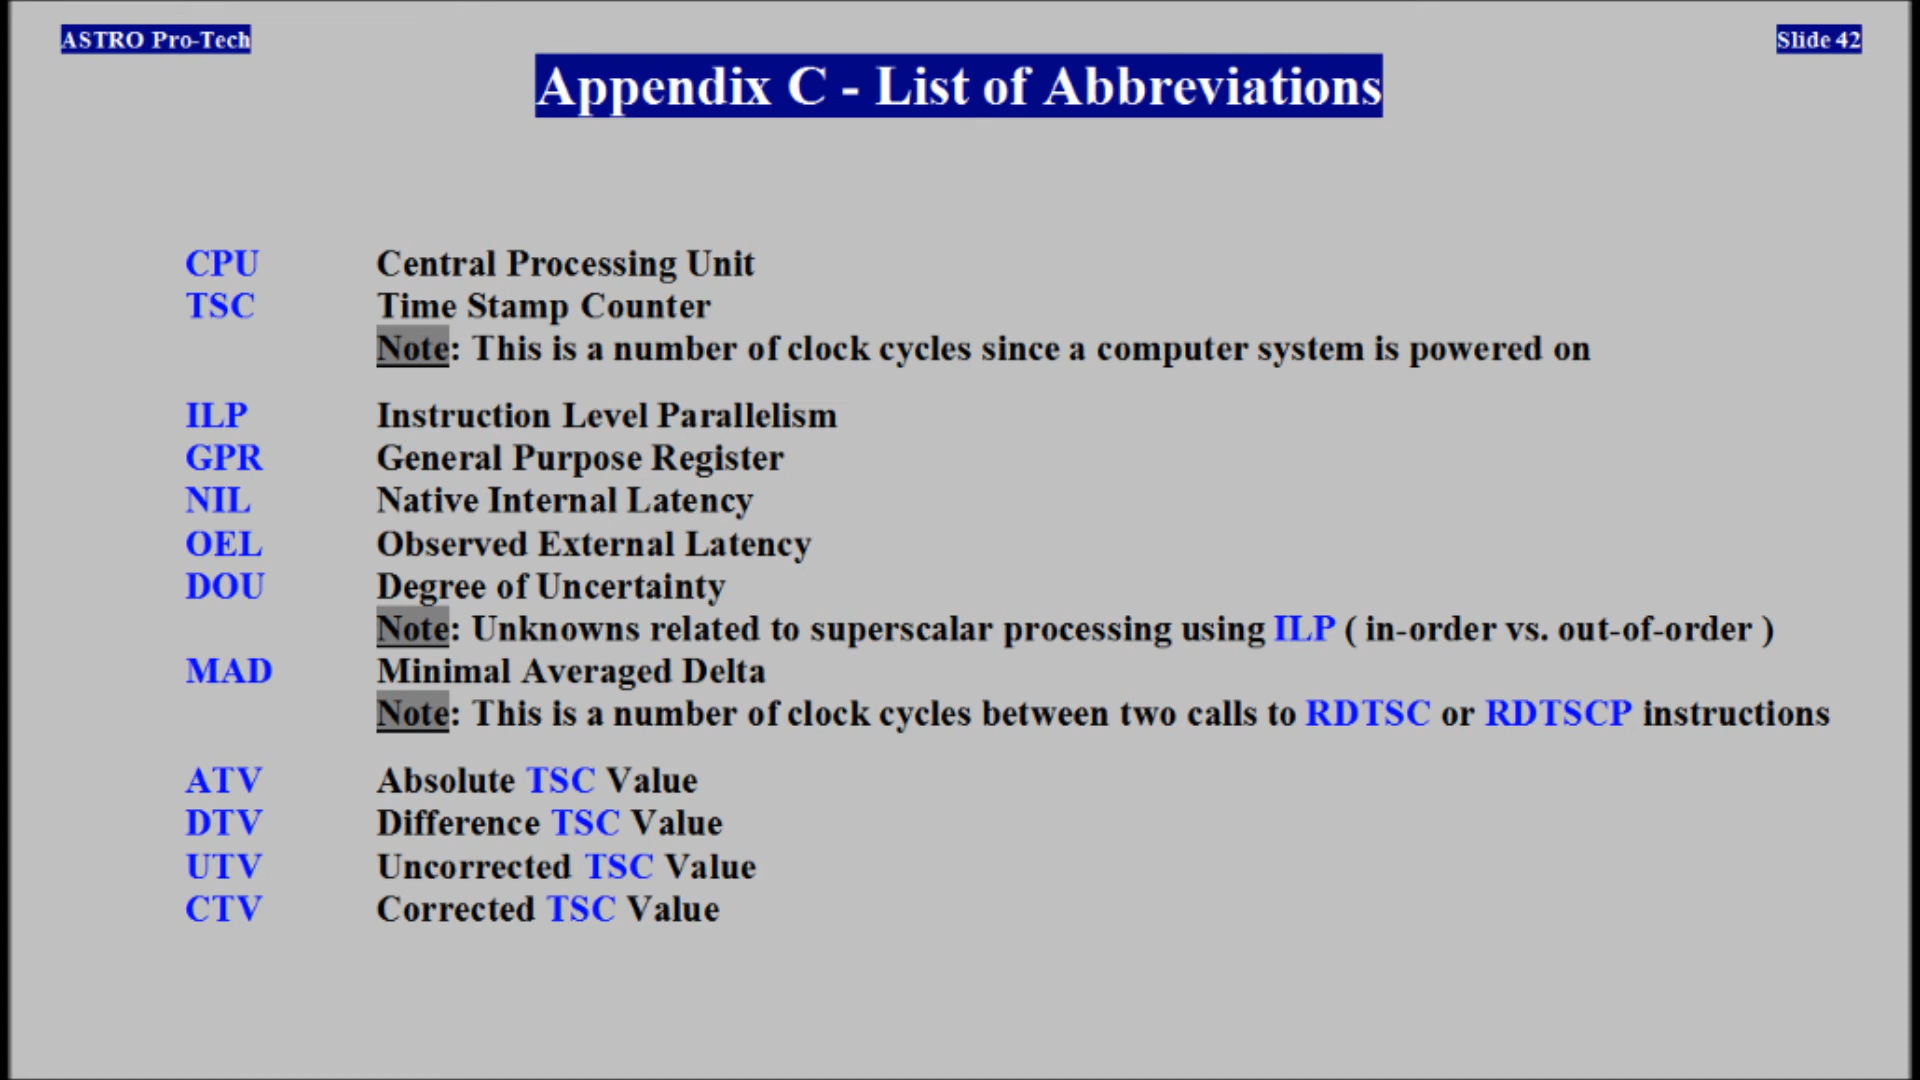 ASTRO Pro-Tech
Slide 42
Appendix C - List of Abbreviations
CPU Central Processing Unit
TSC Time Stamp Counter
Note: This is a number of clock cycles since a computer system is powered on
ILP Instruction Level Parallelism
GPR General Purpose Register
NIL Native Internal Latency
OEL Observed External Latency
DOU Degree of Uncertainty
Note: Unknowns related to superscalar processing using ILP ( in-order vs. out-of-order )
MAD Minimal Averaged Delta
Note: This is a number of clock cycles between two calls to RDTSC or RDTSCP instructions
ATV Absolute TSC Value
DTV Difference TSC Value
UTV Uncorrected TSC Value
CTV Corrected TSC Value